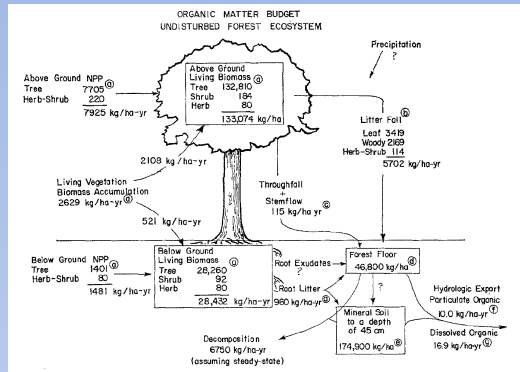 ORGANIC MATTER BUDGET
UNDISTURBED FOREST ECOSYSTEM
Precipitation
?
Above Ground NPP ⓐ
Tree 7705
Herb-Shrub 220
7925 kg/ha-yr
Above Ground
Living Biomass ⓐ
Tree 132,810
Shrub 184
Herb 80
133,074 kg/ha
Litter Fall ⓑ
Leaf 3419
Woody 2169
Herb-Shrub 114
5702 kg/ha-yr
2108 kg/ha-yr
Living Vegetation
Biomass Accumulation
2629 kg/ha-yr ⓐ
521 kg/ha-yr
Throughfall
+
Stemflow
115 kg/ha yr ⓒ
Below Ground NPP ⓐ
Tree 1401
Herb-Shrub 80
1481 kg/ha-yr
Below Ground
Living Biomass ⓐ
Tree 28,260
Shrub 92
Herb 80
28,432 kg/ha
Root Exudates
?
Root Litter
980 kg/ha-yr ⓐ
Forest Floor
46,800 kg/ha ⓓ
?
Mineral Soil
to a depth
of 45 cm
174,900 kg/ha ⓔ
Hydrologic Export
Particulate Organic
10.0 kg/ha-yr ⓕ
Dissolved Organic
16.9 kg/ha-yr ⓖ
Decomposition
6750 kg/ha-yr
(assuming steady-state)